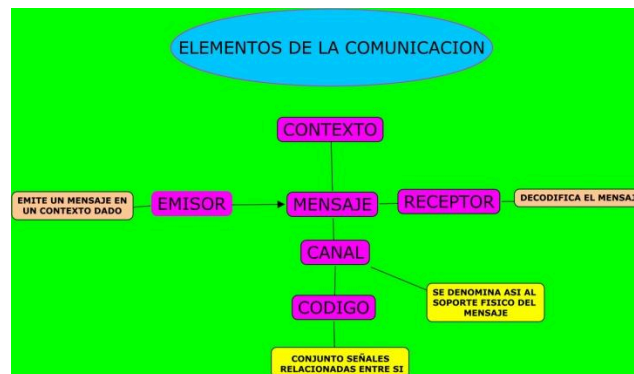 ELEMENTOS DE LA COMUNICACION
CONTEXTO
EMITE UN MENSAJE EN
UN CONTEXTO DADO
EMISOR
MENSAJE
RECEPTOR
DECODIFICA EL MENSAJ
CANAL
SE DENOMINA ASI AL
SOPORTE FISICO DEL
MENSAJE
CODIGO
CONJUNTO SEÑALES
RELACIONADAS ENTRE SI